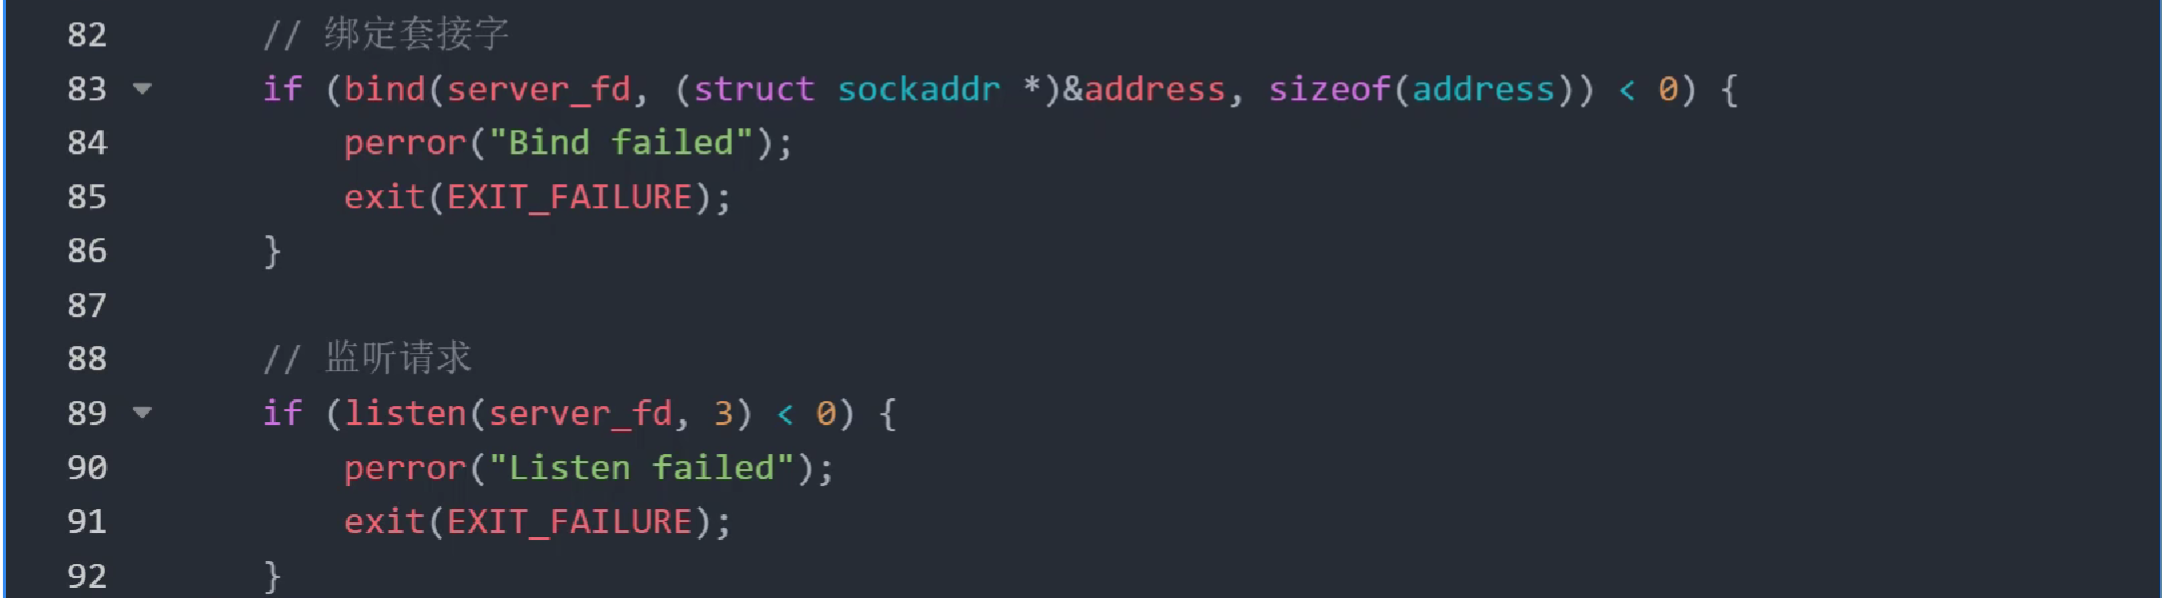 82 // 绑定套接字
83 if (bind(server_fd, (struct sockaddr *)&address, sizeof(address)) < 0) {
84 perror("Bind failed");
85 exit(EXIT_FAILURE);
86 }
87
88 // 监听请求
89 if (listen(server_fd, 3) < 0) {
90 perror("Listen failed");
91 exit(EXIT_FAILURE);
92 }